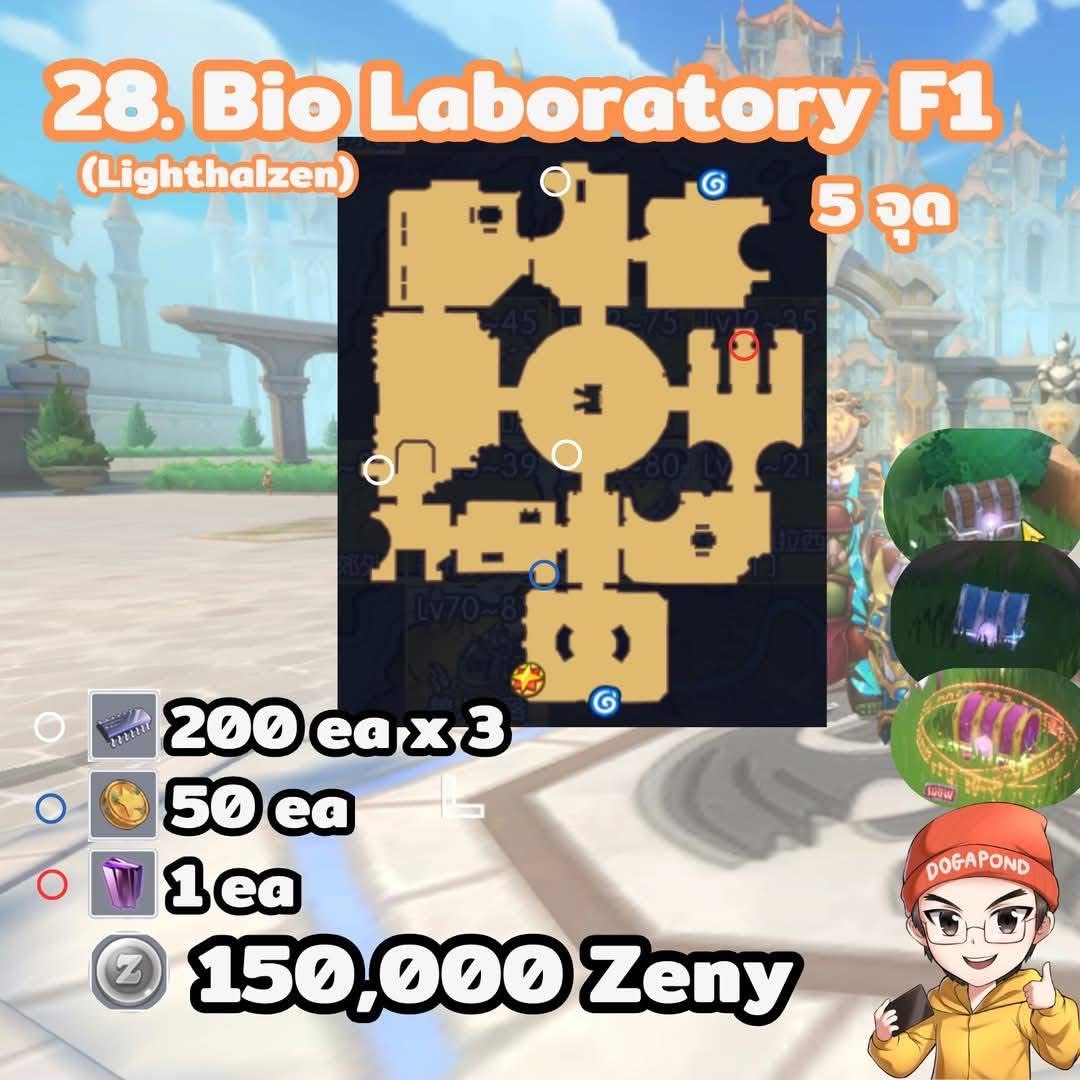 28. Bio Laboratory F1
(Lighthalzen)
5 จุด
200 ea x 3
50 ea
1 ea
150,000 Zeny
DOGAPOND